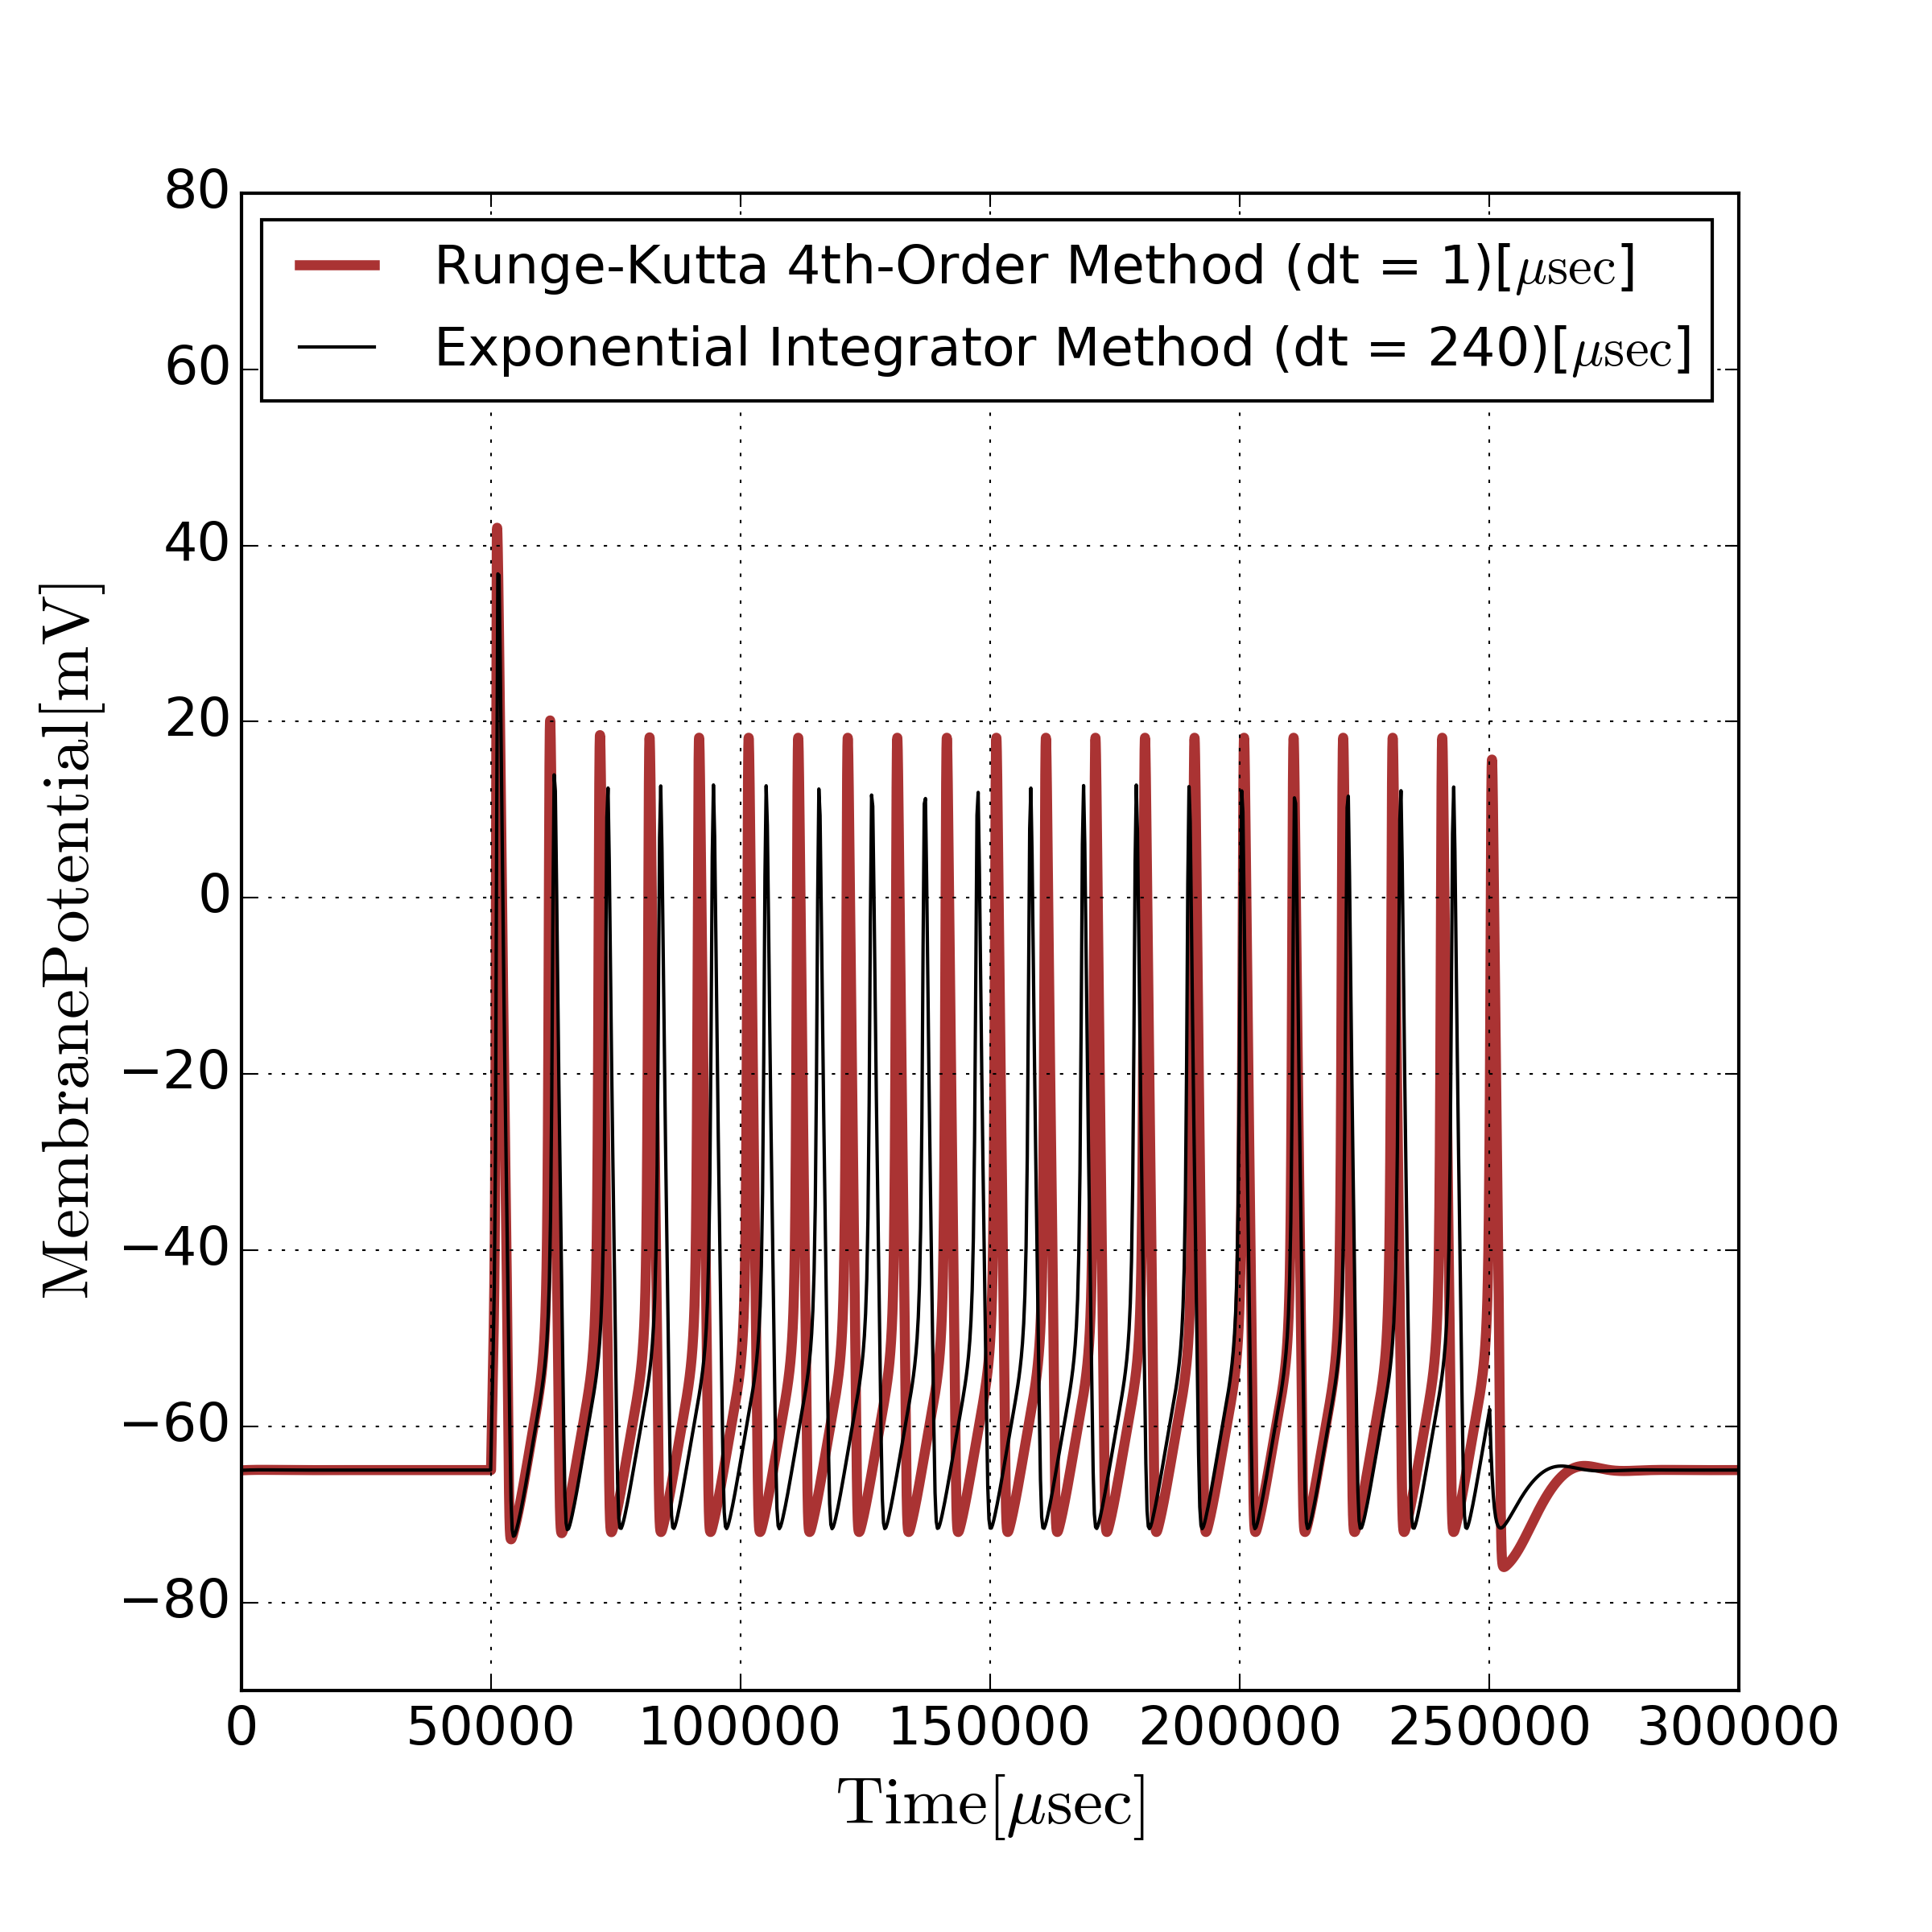 80
60
40
20
0
−20
−40
−60
−80
Runge-Kutta 4th-Order Method (dt = 1)[μsec]
Exponential Integrator Method (dt = 240)[μsec]
MembranePotential[mV]
0 50000 100000 150000 200000 250000 300000
Time[μsec]